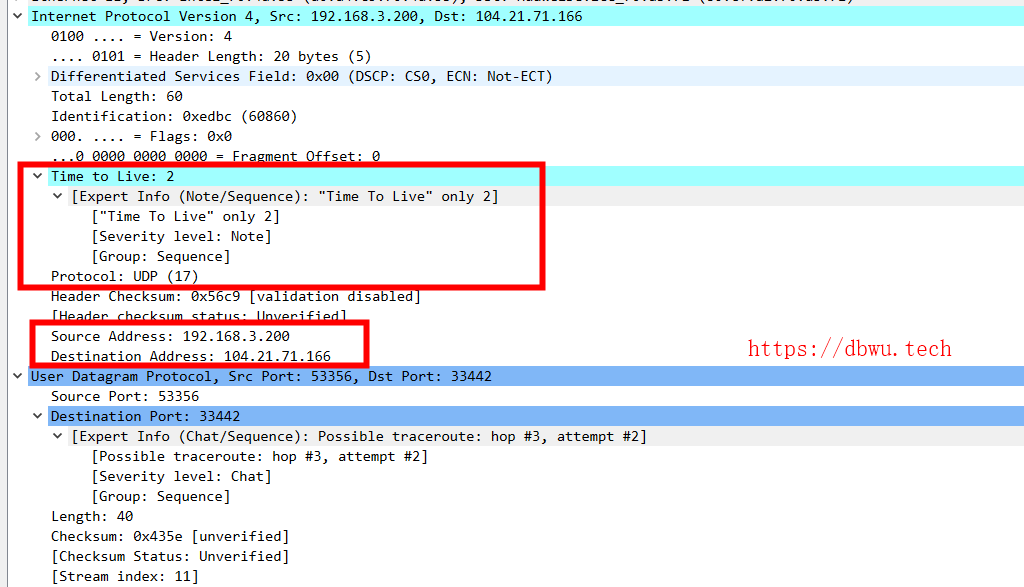 Internet Protocol Version 4, Src: 192.168.3.200, Dst: 104.21.71.166
0100 .... = Version: 4
.... 0101 = Header Length: 20 bytes (5)
Differentiated Services Field: 0x00 (DSCP: CS0, ECN: Not-ECT)
Total Length: 60
Identification: 0xedbc (60860)
000. .... = Flags: 0x0
...0 0000 0000 0000 = Fragment Offset: 0
Time to Live: 2
[Expert Info (Note/Sequence): "Time To Live" only 2]
["Time To Live" only 2]
[Severity level: Note]
[Group: Sequence]
Protocol: UDP (17)
Header Checksum: 0x56c9 [validation disabled]
[Header checksum status: Unverified]
Source Address: 192.168.3.200
Destination Address: 104.21.71.166
https://dbwu.tech
User Datagram Protocol, Src Port: 53356, Dst Port: 33442
Source Port: 53356
Destination Port: 33442
[Expert Info (Chat/Sequence): Possible traceroute: hop #3, attempt #2]
[Possible traceroute: hop #3, attempt #2]
[Severity level: Chat]
[Group: Sequence]
Length: 40
Checksum: 0x435e [unverified]
[Checksum Status: Unverified]
[Stream index: 11]